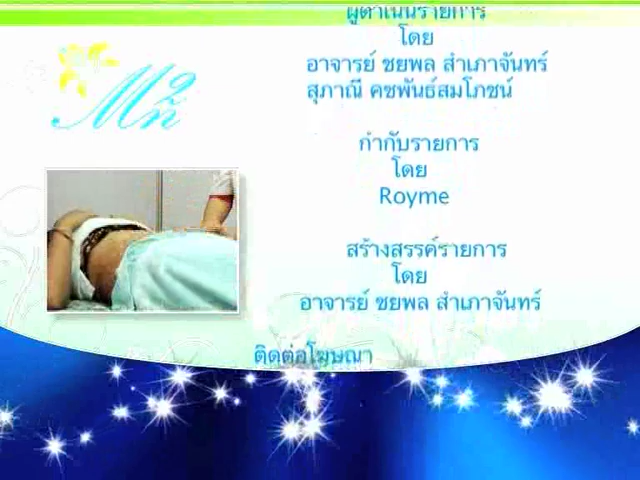 ผู้ดำเนินรายการ
โดย
อาจารย์ ชยพล สำเภาจันทร์
สุภาณี คชพันธ์สมโภชน์
กำกับรายการ
โดย
Royme
สร้างสรรค์รายการ
โดย
อาจารย์ ชยพล สำเภาจันทร์
ติดต่อโฆษณา